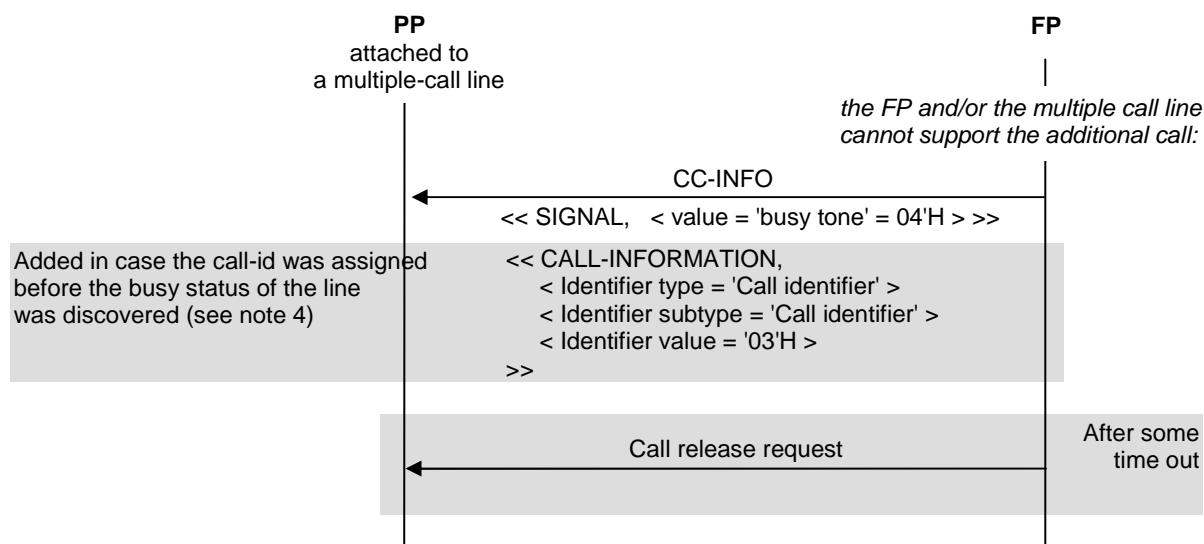 PP
attached to
a multiple-call line
FP
the FP and/or the multiple call line
cannot support the additional call:
CC-INFO
<< SIGNAL, < value = 'busy tone' = 04'H > >>
Added in case the call-id was assigned
before the busy status of the line
was discovered (see note 4)
<< CALL-INFORMATION,
< Identifier type = 'Call identifier' >
< Identifier subtype = 'Call identifier' >
< Identifier value = '03'H >
>>
Call release request
After some
time out